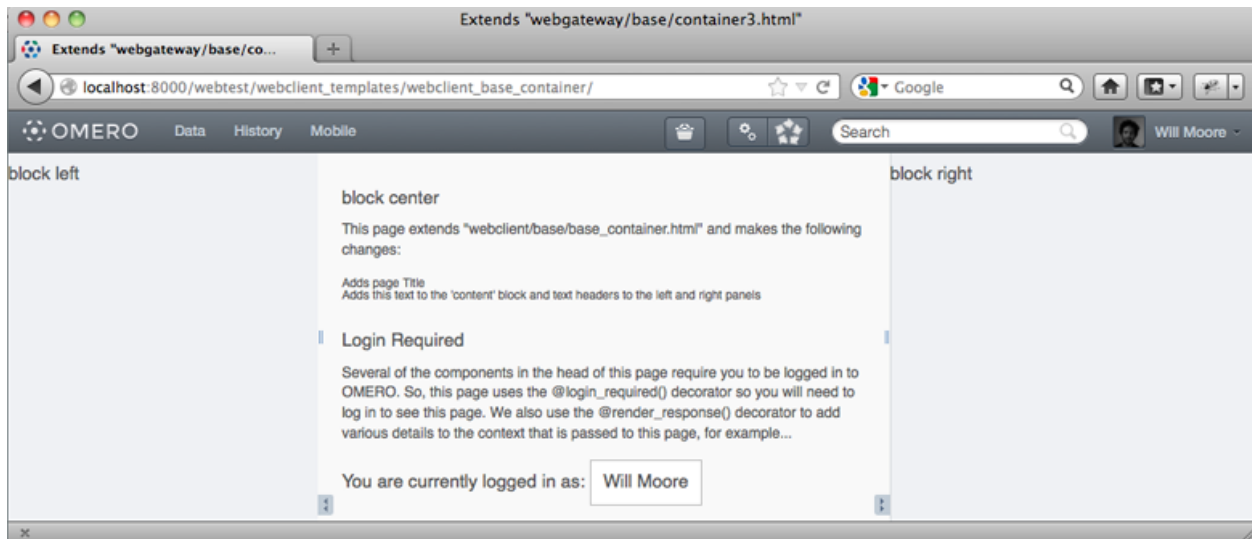 Extends "webgateway/base/container3.html"
Extends "webgateway/base/co...
localhost:8000/webtest/webclient_templates/webclient_base_container/
Google
OMERO Data History Mobile Search Will Moore
block left
block center
This page extends "webclient/base/base_container.html" and makes the following
changes:
Adds page Title
Adds this text to the 'content' block and text headers to the left and right panels
Login Required
Several of the components in the head of this page require you to be logged in to
OMERO. So, this page uses the @login_required() decorator so you will need to
log in to see this page. We also use the @render_response() decorator to add
various details to the context that is passed to this page, for example...
You are currently logged in as: Will Moore
block right